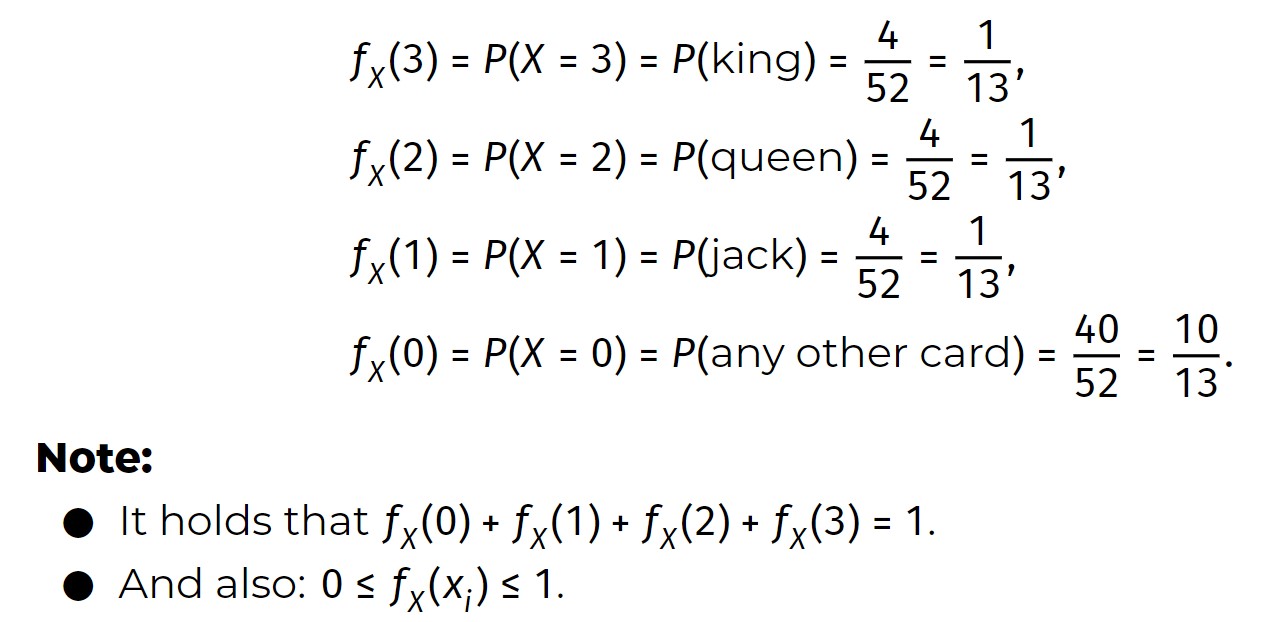 f_X(3) = P(X = 3) = P(king) = 4/52 = 1/13,
f_X(2) = P(X = 2) = P(queen) = 4/52 = 1/13,
f_X(1) = P(X = 1) = P(jack) = 4/52 = 1/13,
f_X(0) = P(X = 0) = P(any other card) = 40/52 = 10/13.
Note:
● It holds that f_X(0) + f_X(1) + f_X(2) + f_X(3) = 1.
● And also: 0 ≤ f_X(x_i) ≤ 1.